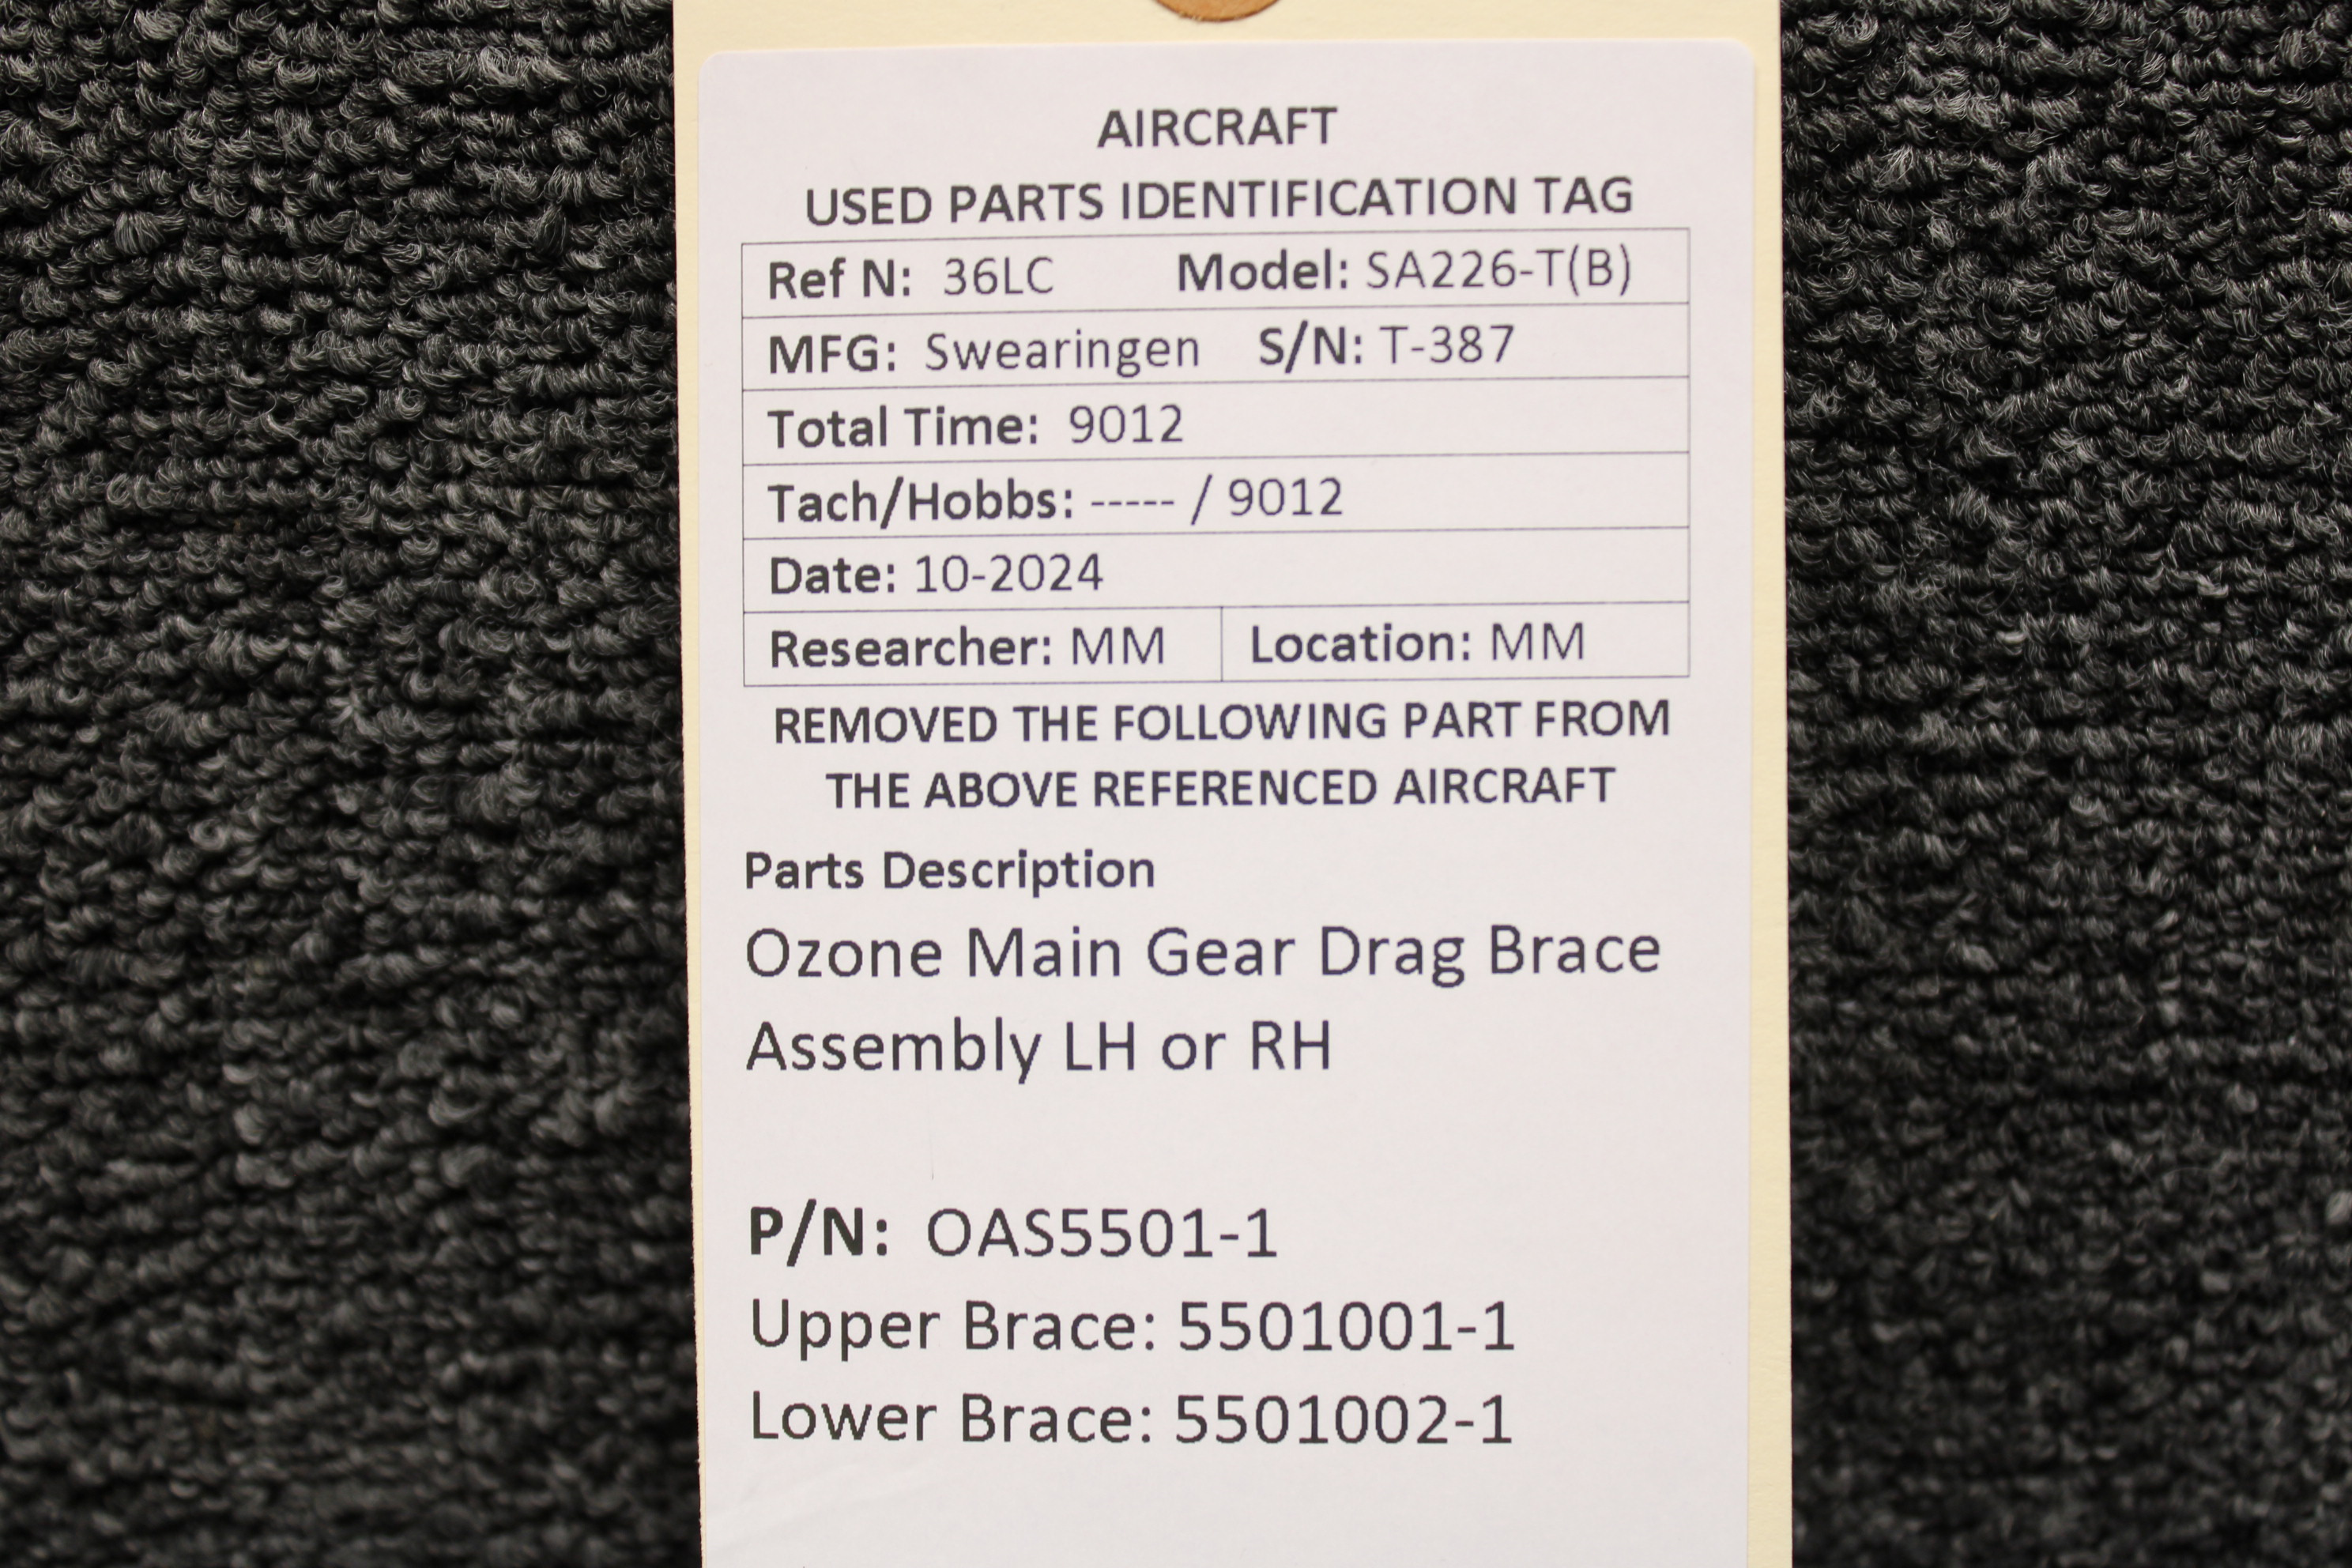 AIRCRAFT
USED PARTS IDENTIFICATION TAG
Ref N: 36LC Model: SA226-T(B)
MFG: Swearingen S/N: T-387
Total Time: 9012
Tach/Hobbs: ----- / 9012
Date: 10-2024
Researcher: MM Location: MM
REMOVED THE FOLLOWING PART FROM
THE ABOVE REFERENCED AIRCRAFT
Parts Description
Ozone Main Gear Drag Brace
Assembly LH or RH
P/N: OAS5501-1
Upper Brace: 5501001-1
Lower Brace: 5501002-1